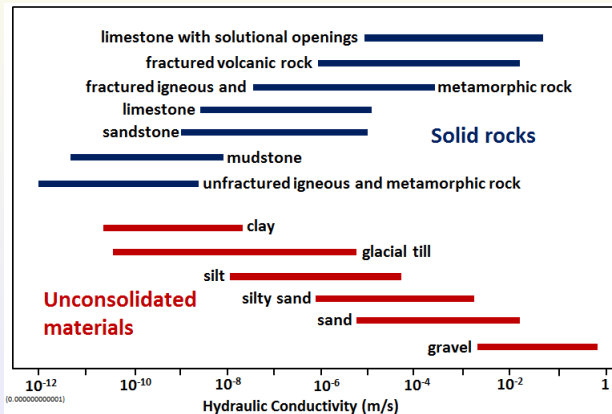 limestone with solutional openings
fractured volcanic rock
fractured igneous and metamorphic rock
limestone
sandstone
Solid rocks
mudstone
unfractured igneous and metamorphic rock
clay
glacial till
silt
Unconsolidated
materials
silty sand
sand
gravel
10⁻¹² 10⁻¹⁰ 10⁻⁸ 10⁻⁶ 10⁻⁴ 10⁻² 1
(0.000000000001)
Hydraulic Conductivity (m/s)